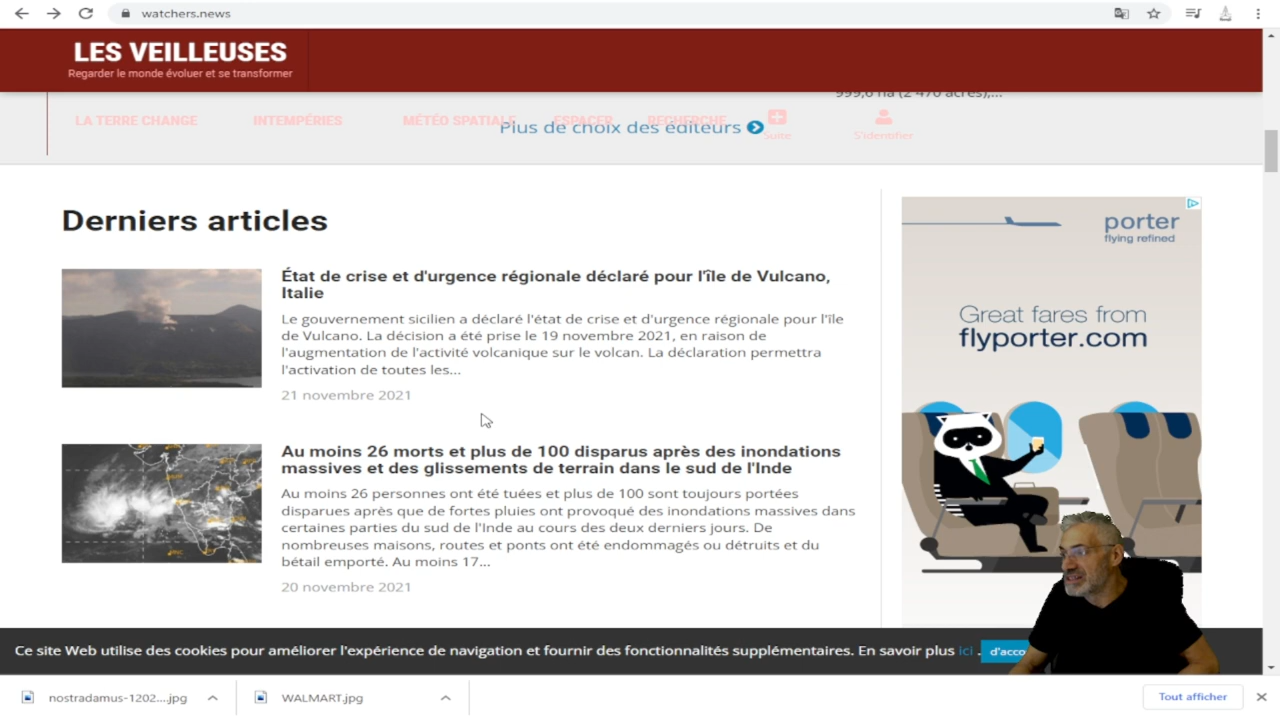 watchers.news
LES VEILLEUSES
Regarder le monde évoluer et se transformer
999,6 ha (2 470 acres),...
LA TERRE CHANGE
INTEMPÉRIES
MÉTÉO SPATIALE
ESPACER
RECHERCHE
Suite
S'identifier
Plus de choix des éditeurs
Derniers articles
État de crise et d'urgence régionale déclaré pour l'île de Vulcano,
Italie
Le gouvernement sicilien a déclaré l'état de crise et d'urgence régionale pour l'île
de Vulcano. La décision a été prise le 19 novembre 2021, en raison de
l'augmentation de l'activité volcanique sur le volcan. La déclaration permettra
l'activation de toutes les...
21 novembre 2021
Au moins 26 morts et plus de 100 disparus après des inondations
massives et des glissements de terrain dans le sud de l'Inde
Au moins 26 personnes ont été tuées et plus de 100 sont toujours portées
disparues après que de fortes pluies ont provoqué des inondations massives dans
certaines parties du sud de l'Inde au cours des deux derniers jours. De
nombreuses maisons, routes et ponts ont été endommagés ou détruits et du
bétail emporté. Au moins 17...
20 novembre 2021
porter
flying refined
Great fares from
flyporter.com
Ce site Web utilise des cookies pour améliorer l'expérience de navigation et fournir des fonctionnalités supplémentaires. En savoir plus ici .
d'acco
nostradamus-1202....jpg
WALMART.jpg
Tout afficher